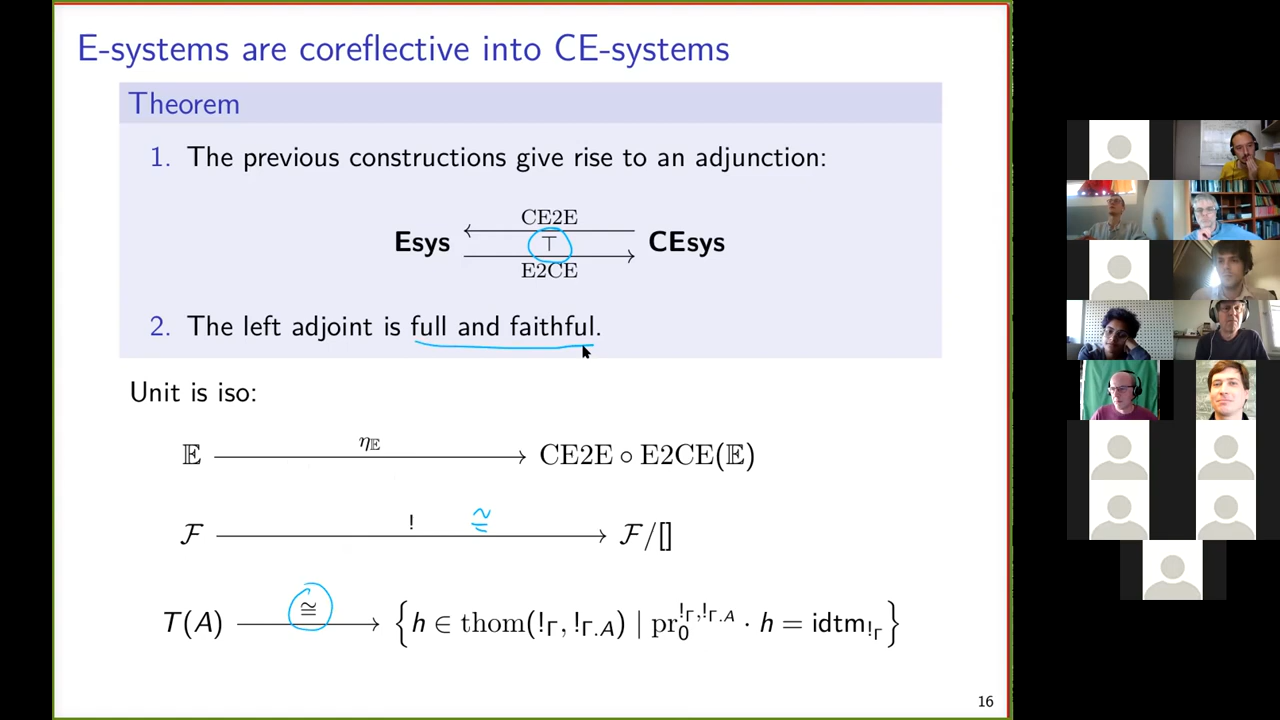 E-systems are coreflective into CE-systems
Theorem
1. The previous constructions give rise to an adjunction:
CE2E
Esys ⊤ CEsys
E2CE
2. The left adjoint is full and faithful.
Unit is iso:
η𝔼
𝔼 CE2E ∘ E2CE(𝔼)
! ≅
ℱ ℱ/[]
T(A) ≅ {h ∈ thom(!Γ, !Γ.A) | pr₀^{!Γ,!Γ.A} · h = idtm!Γ}
16